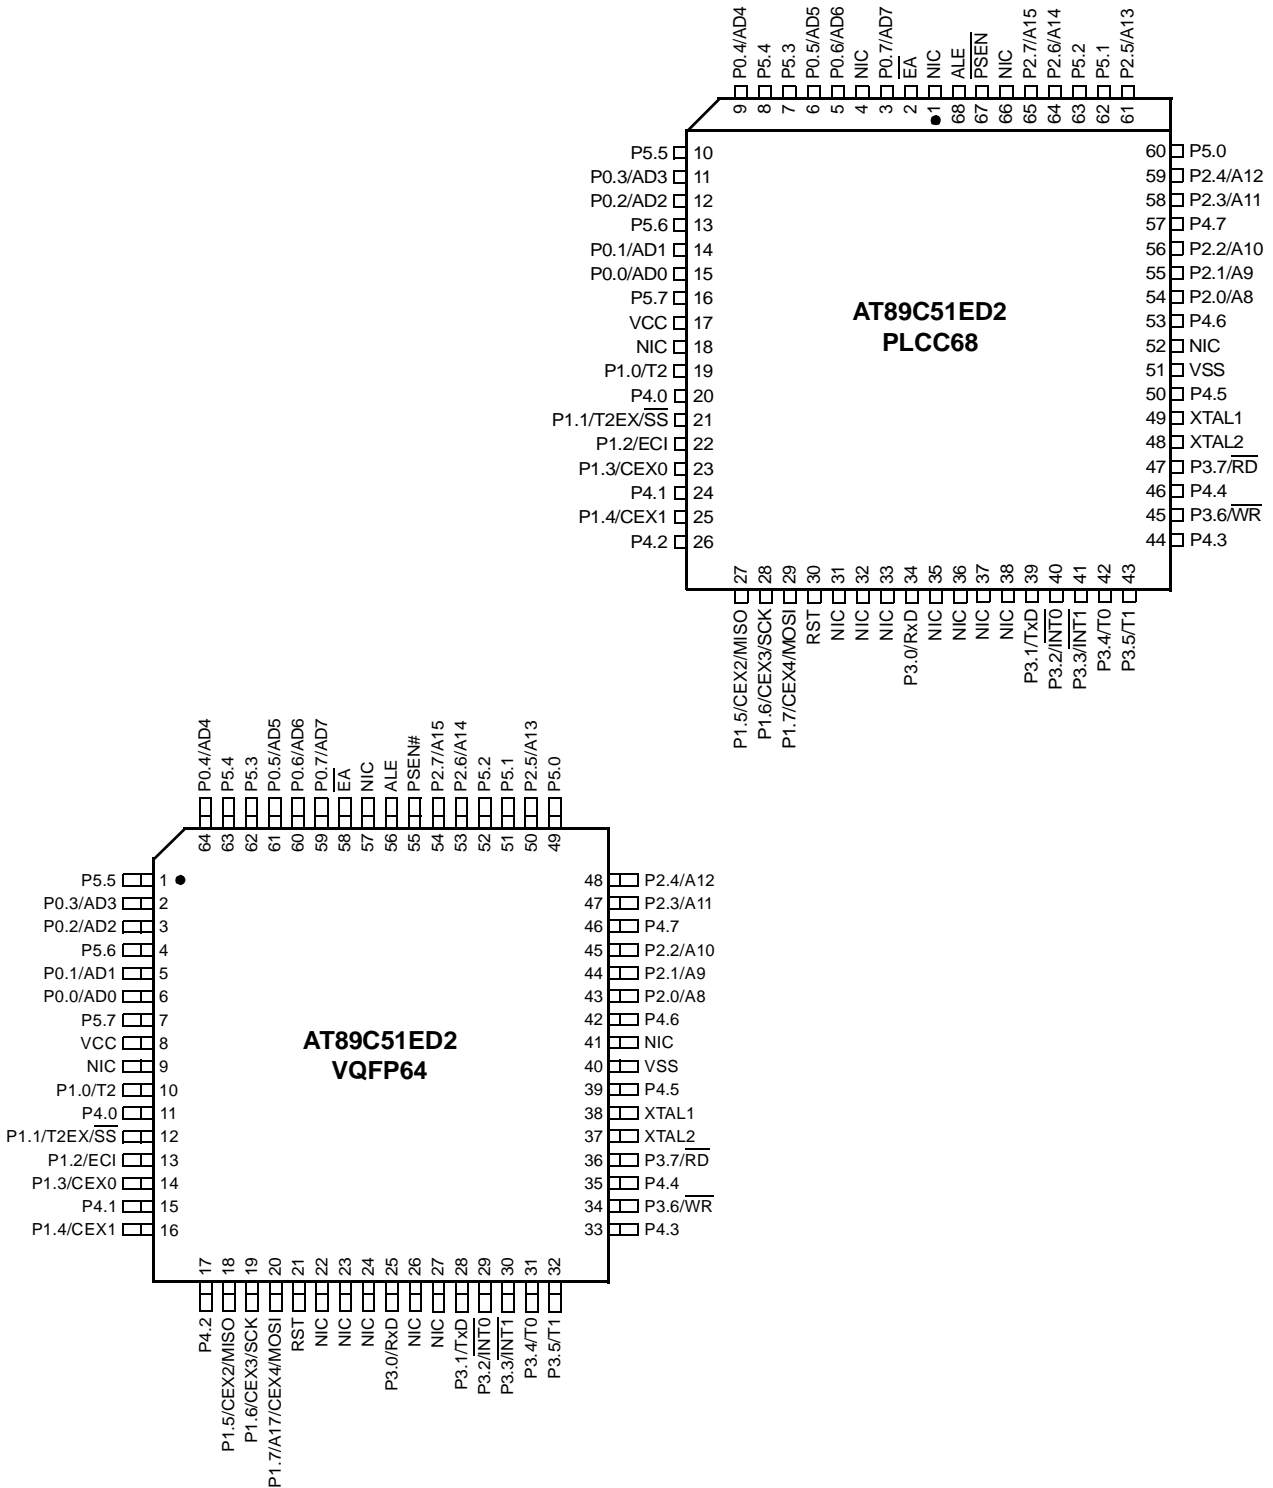 P0.4/AD4
P5.4
P5.3
P0.5/AD5
P0.6/AD6
NIC
P0.7/AD7
EA
NIC
ALE
PSEN
NIC
P2.7/A15
P2.6/A14
P5.2
P5.1
P2.5/A13
9
8
7
6
5
4
3
2
1
68
67
66
65
64
63
62
61
P5.5 10
P0.3/AD3 11
P0.2/AD2 12
P5.6 13
P0.1/AD1 14
P0.0/AD0 15
P5.7 16
VCC 17
NIC 18
P1.0/T2 19
P4.0 20
P1.1/T2EX/SS 21
P1.2/ECI 22
P1.3/CEX0 23
P4.1 24
P1.4/CEX1 25
P4.2 26
AT89C51ED2
PLCC68
60 P5.0
59 P2.4/A12
58 P2.3/A11
57 P4.7
56 P2.2/A10
55 P2.1/A9
54 P2.0/A8
53 P4.6
52 NIC
51 VSS
50 P4.5
49 XTAL1
48 XTAL2
47 P3.7/RD
46 P4.4
45 P3.6/WR
44 P4.3
27
28
29
30
31
32
33
34
35
36
37
38
39
40
41
42
43
P1.5/CEX2/MISO
P1.6/CEX3/SCK
P1.7/CEX4/MOSI
RST
NIC
NIC
NIC
P3.0/RxD
NIC
NIC
NIC
NIC
P3.1/TxD
P3.2/INT0
P3.3/INT1
P3.4/T0
P3.5/T1
P0.4/AD4
P5.4
P5.3
P0.5/AD5
P0.6/AD6
P0.7/AD7
EA
NIC
ALE
PSEN#
P2.7/A15
P2.6/A14
P5.2
P5.1
P2.5/A13
P5.0
64
63
62
61
60
59
58
57
56
55
54
53
52
51
50
49
P5.5 1
P0.3/AD3 2
P0.2/AD2 3
P5.6 4
P0.1/AD1 5
P0.0/AD0 6
P5.7 7
VCC 8
NIC 9
P1.0/T2 10
P4.0 11
P1.1/T2EX/SS 12
P1.2/ECI 13
P1.3/CEX0 14
P4.1 15
P1.4/CEX1 16
AT89C51ED2
VQFP64
48 P2.4/A12
47 P2.3/A11
46 P4.7
45 P2.2/A10
44 P2.1/A9
43 P2.0/A8
42 P4.6
41 NIC
40 VSS
39 P4.5
38 XTAL1
37 XTAL2
36 P3.7/RD
35 P4.4
34 P3.6/WR
33 P4.3
17
18
19
20
21
22
23
24
25
26
27
28
29
30
31
32
P4.2
P1.5/CEX2/MISO
P1.6/CEX3/SCK
P1.7/A17/CEX4/MOSI
RST
NIC
NIC
NIC
P3.0/RxD
NIC
NIC
P3.1/TxD
P3.2/INT0
P3.3/INT1
P3.4/T0
P3.5/T1